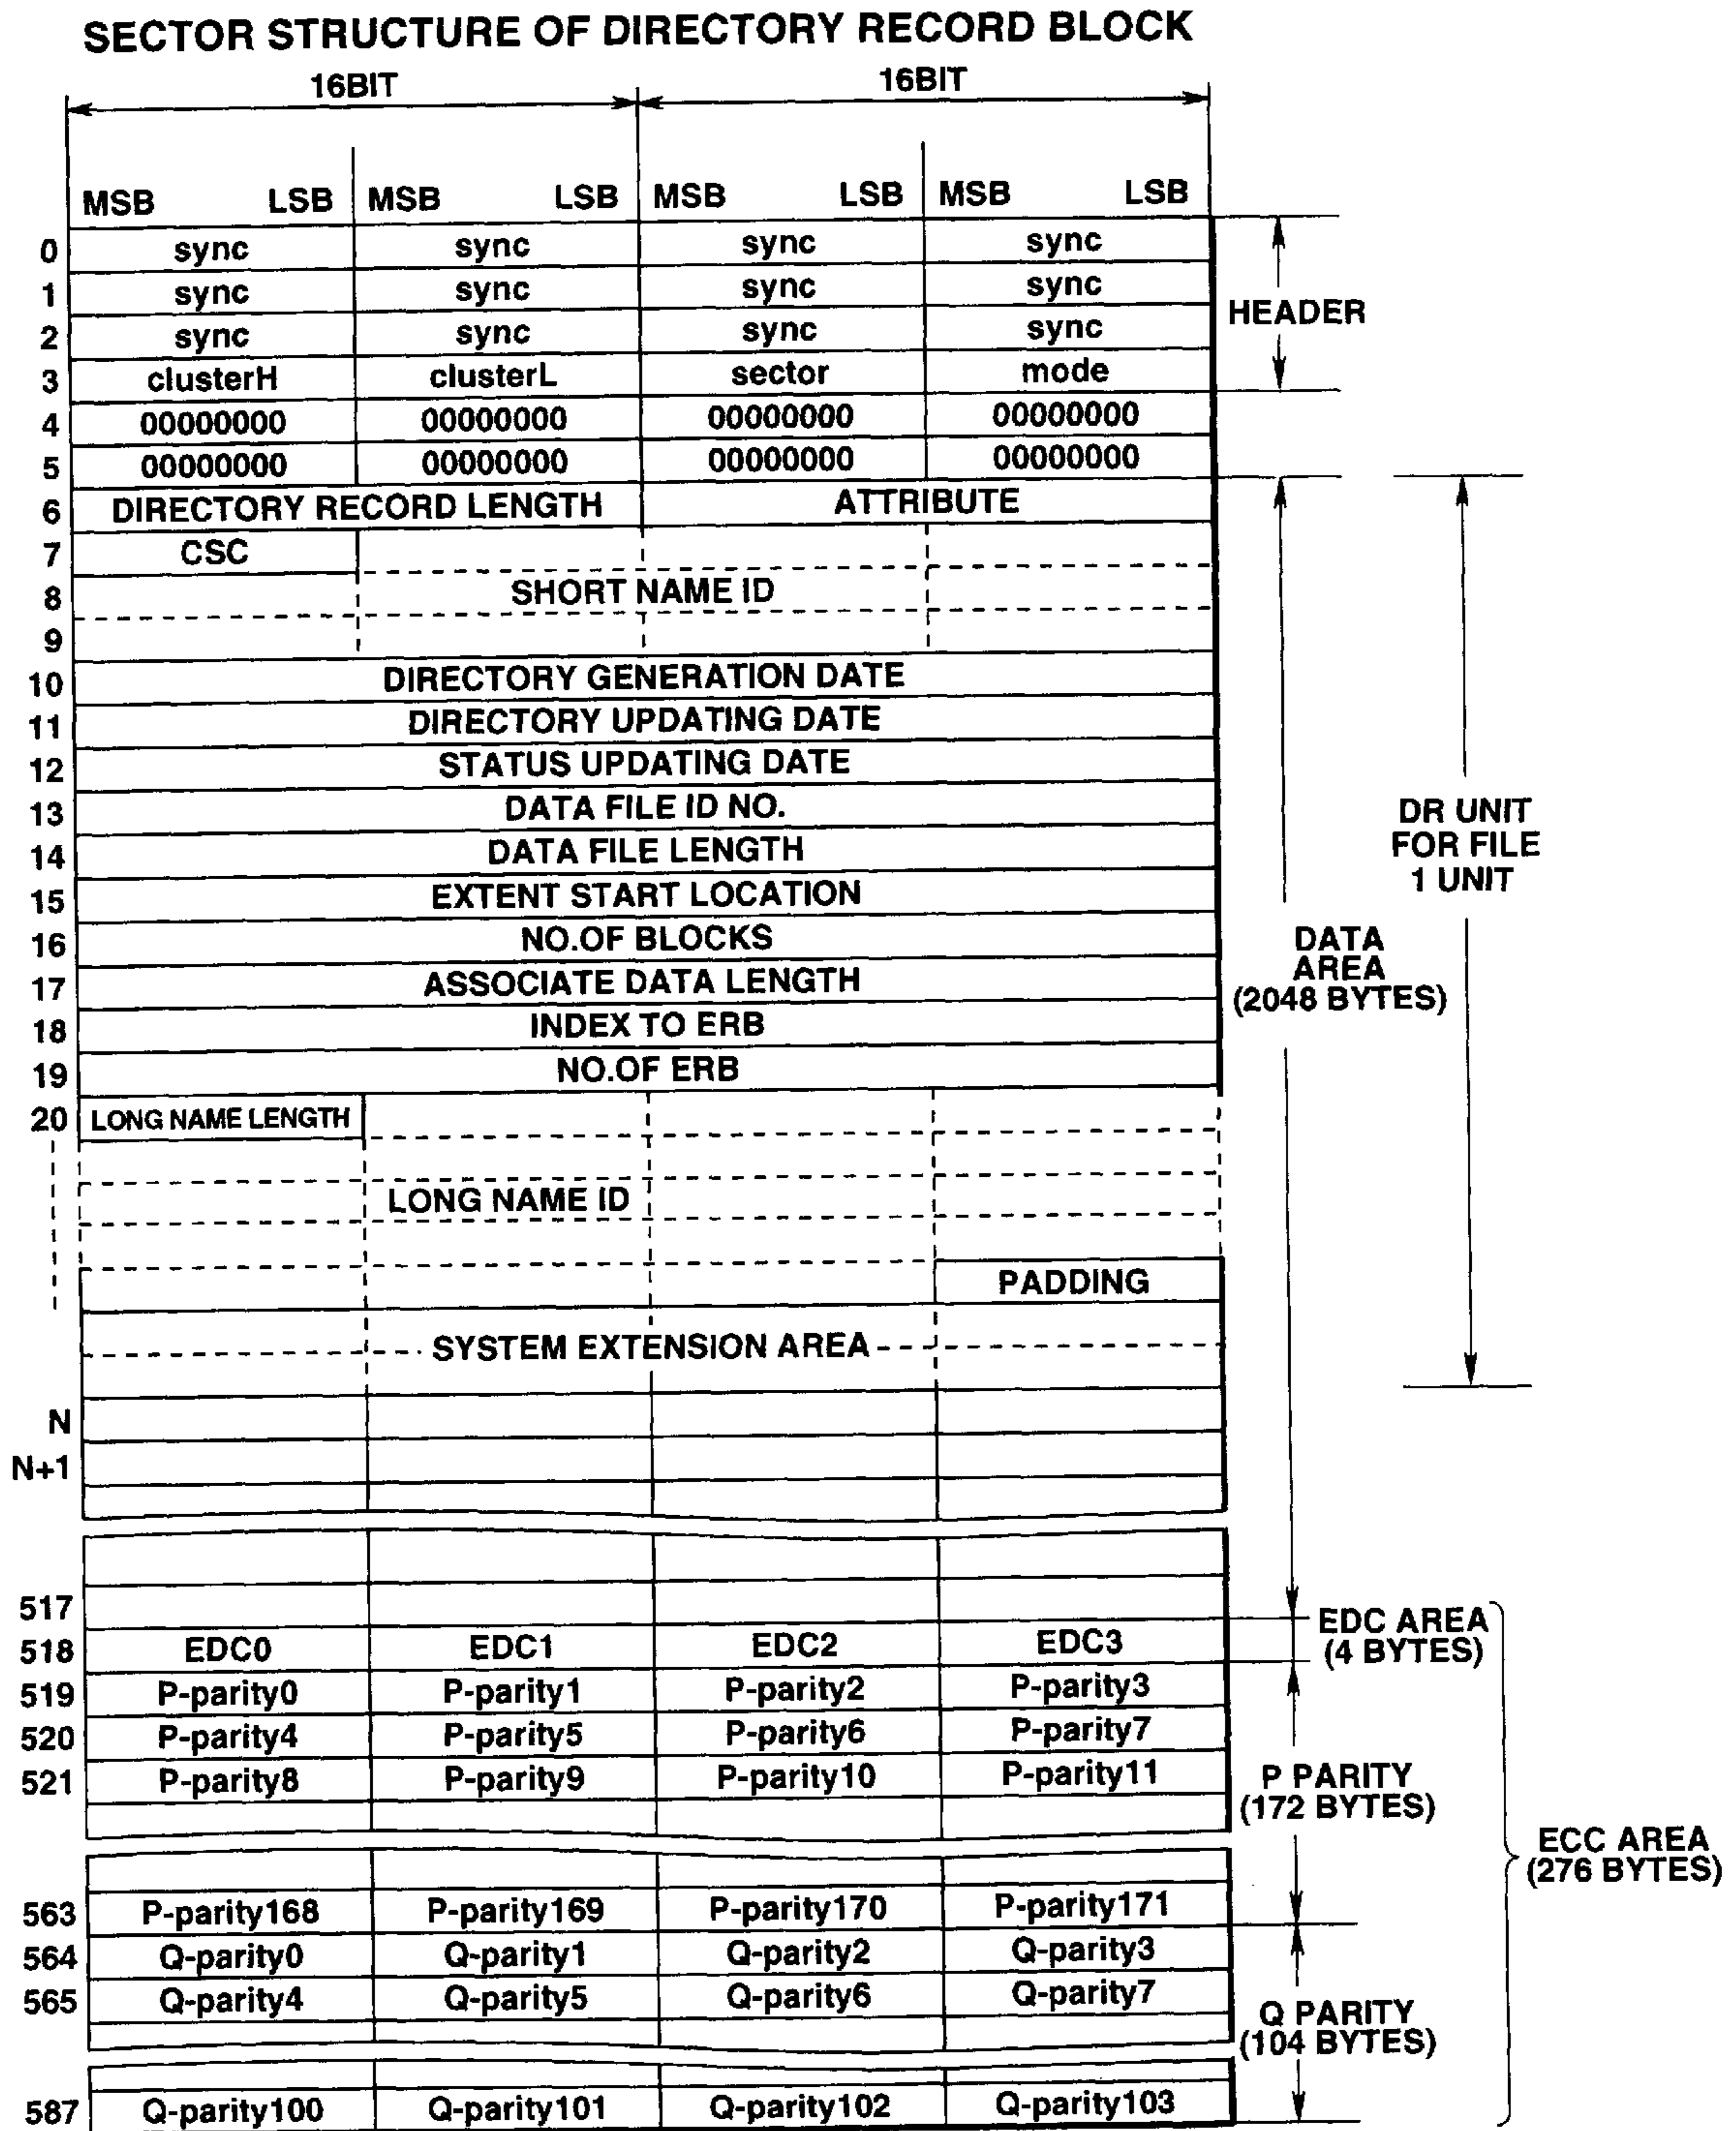 SECTOR STRUCTURE OF DIRECTORY RECORD BLOCK
16BIT 16BIT
MSB LSB MSB LSB MSB LSB MSB LSB
0 sync sync sync sync
1 sync sync sync sync
HEADER
2 sync sync sync sync
3 clusterH clusterL sector mode
4 00000000 00000000 00000000 00000000
5 00000000 00000000 00000000 00000000
6 DIRECTORY RECORD LENGTH ATTRIBUTE
7 CSC
8 SHORT NAME ID
9
10 DIRECTORY GENERATION DATE
11 DIRECTORY UPDATING DATE
12 STATUS UPDATING DATE
13 DATA FILE ID NO.
14 DATA FILE LENGTH
DR UNIT
FOR FILE
1 UNIT
15 EXTENT START LOCATION
16 NO.OF BLOCKS
17 ASSOCIATE DATA LENGTH
DATA
AREA
(2048 BYTES)
18 INDEX TO ERB
19 NO.OF ERB
20 LONG NAME LENGTH
LONG NAME ID
PADDING
SYSTEM EXTENSION AREA
N
N+1
517
518 EDC0 EDC1 EDC2 EDC3
EDC AREA
(4 BYTES)
519 P-parity0 P-parity1 P-parity2 P-parity3
520 P-parity4 P-parity5 P-parity6 P-parity7
521 P-parity8 P-parity9 P-parity10 P-parity11
P PARITY
(172 BYTES)
ECC AREA
(276 BYTES)
563 P-parity168 P-parity169 P-parity170 P-parity171
564 Q-parity0 Q-parity1 Q-parity2 Q-parity3
565 Q-parity4 Q-parity5 Q-parity6 Q-parity7
Q PARITY
(104 BYTES)
587 Q-parity100 Q-parity101 Q-parity102 Q-parity103